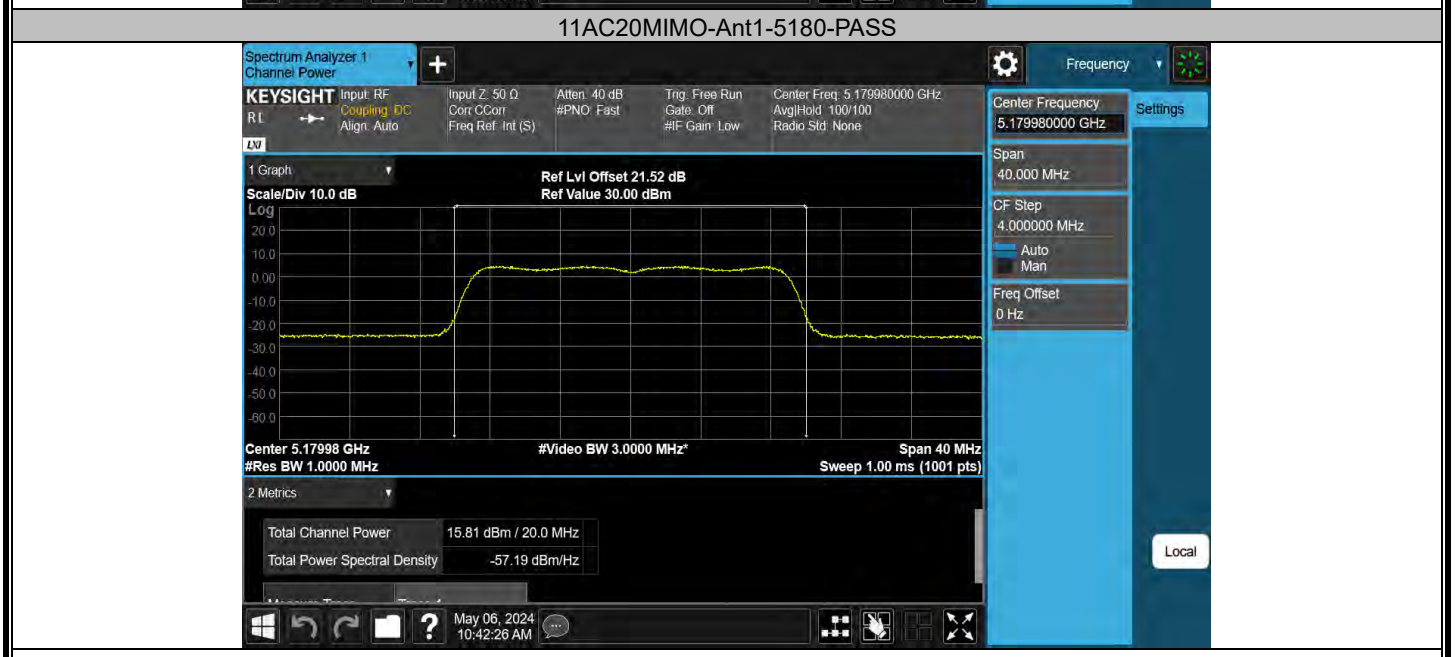 11AC20MIMO-Ant1-5180-PASS
Spectrum Analyzer 1
Channel Power
Frequency
KEYSIGHT
RL
LXI
Input: RF
Coupling: DC
Align: Auto
Input Z: 50 Ω
Corr CCorr
Freq Ref: Int (S)
Atten: 40 dB
#PNO: Fast
Trig: Free Run
Gate: Off
#IF Gain: Low
Center Freq: 5.179980000 GHz
Avg|Hold: 100/100
Radio Std: None
Center Frequency
5.179980000 GHz
Settings
Span
40.000 MHz
CF Step
4.000000 MHz
Auto
Man
Freq Offset
0 Hz
1 Graph
Scale/Div 10.0 dB
Ref Lvl Offset 21.52 dB
Ref Value 30.00 dBm
Log
20.0
10.0
0.00
-10.0
-20.0
-30.0
-40.0
-50.0
-60.0
Center 5.17998 GHz
#Res BW 1.0000 MHz
#Video BW 3.0000 MHz*
Span 40 MHz
Sweep 1.00 ms (1001 pts)
2 Metrics
Total Channel Power 15.81 dBm / 20.0 MHz
Total Power Spectral Density -57.19 dBm/Hz
Local
?
May 06, 2024
10:42:26 AM